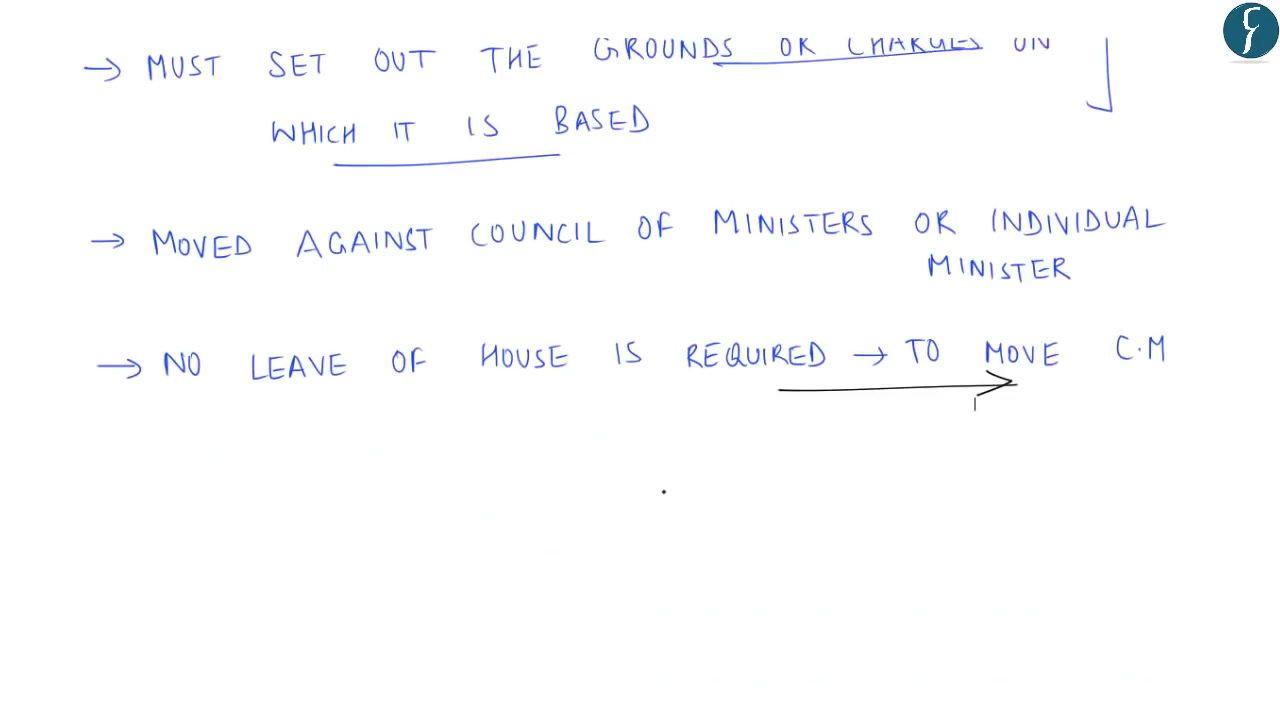 → MUST SET OUT THE GROUNDS OR CHARGES ON
WHICH IT IS BASED
→ MOVED AGAINST COUNCIL OF MINISTERS OR INDIVIDUAL
MINISTER
→ NO LEAVE OF HOUSE IS REQUIRED → TO MOVE C.M